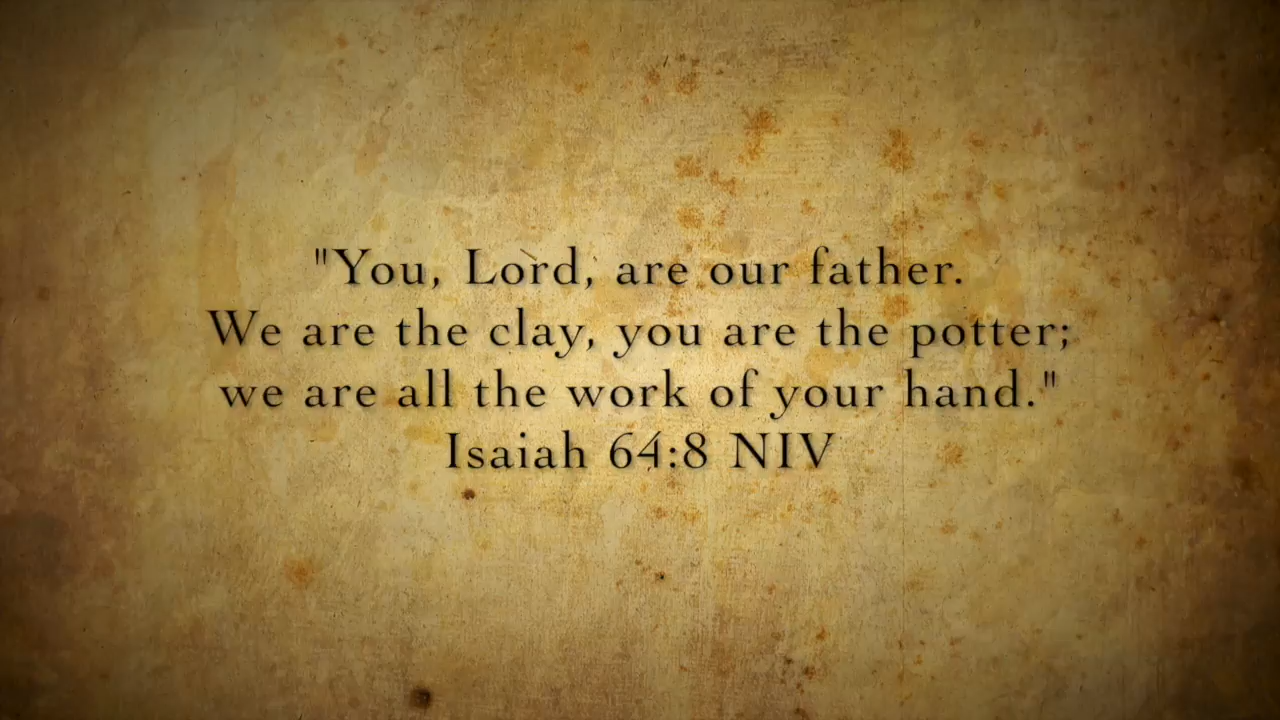 "You, Lord, are our father.
We are the clay, you are the potter;
we are all the work of your hand."
Isaiah 64:8 NIV